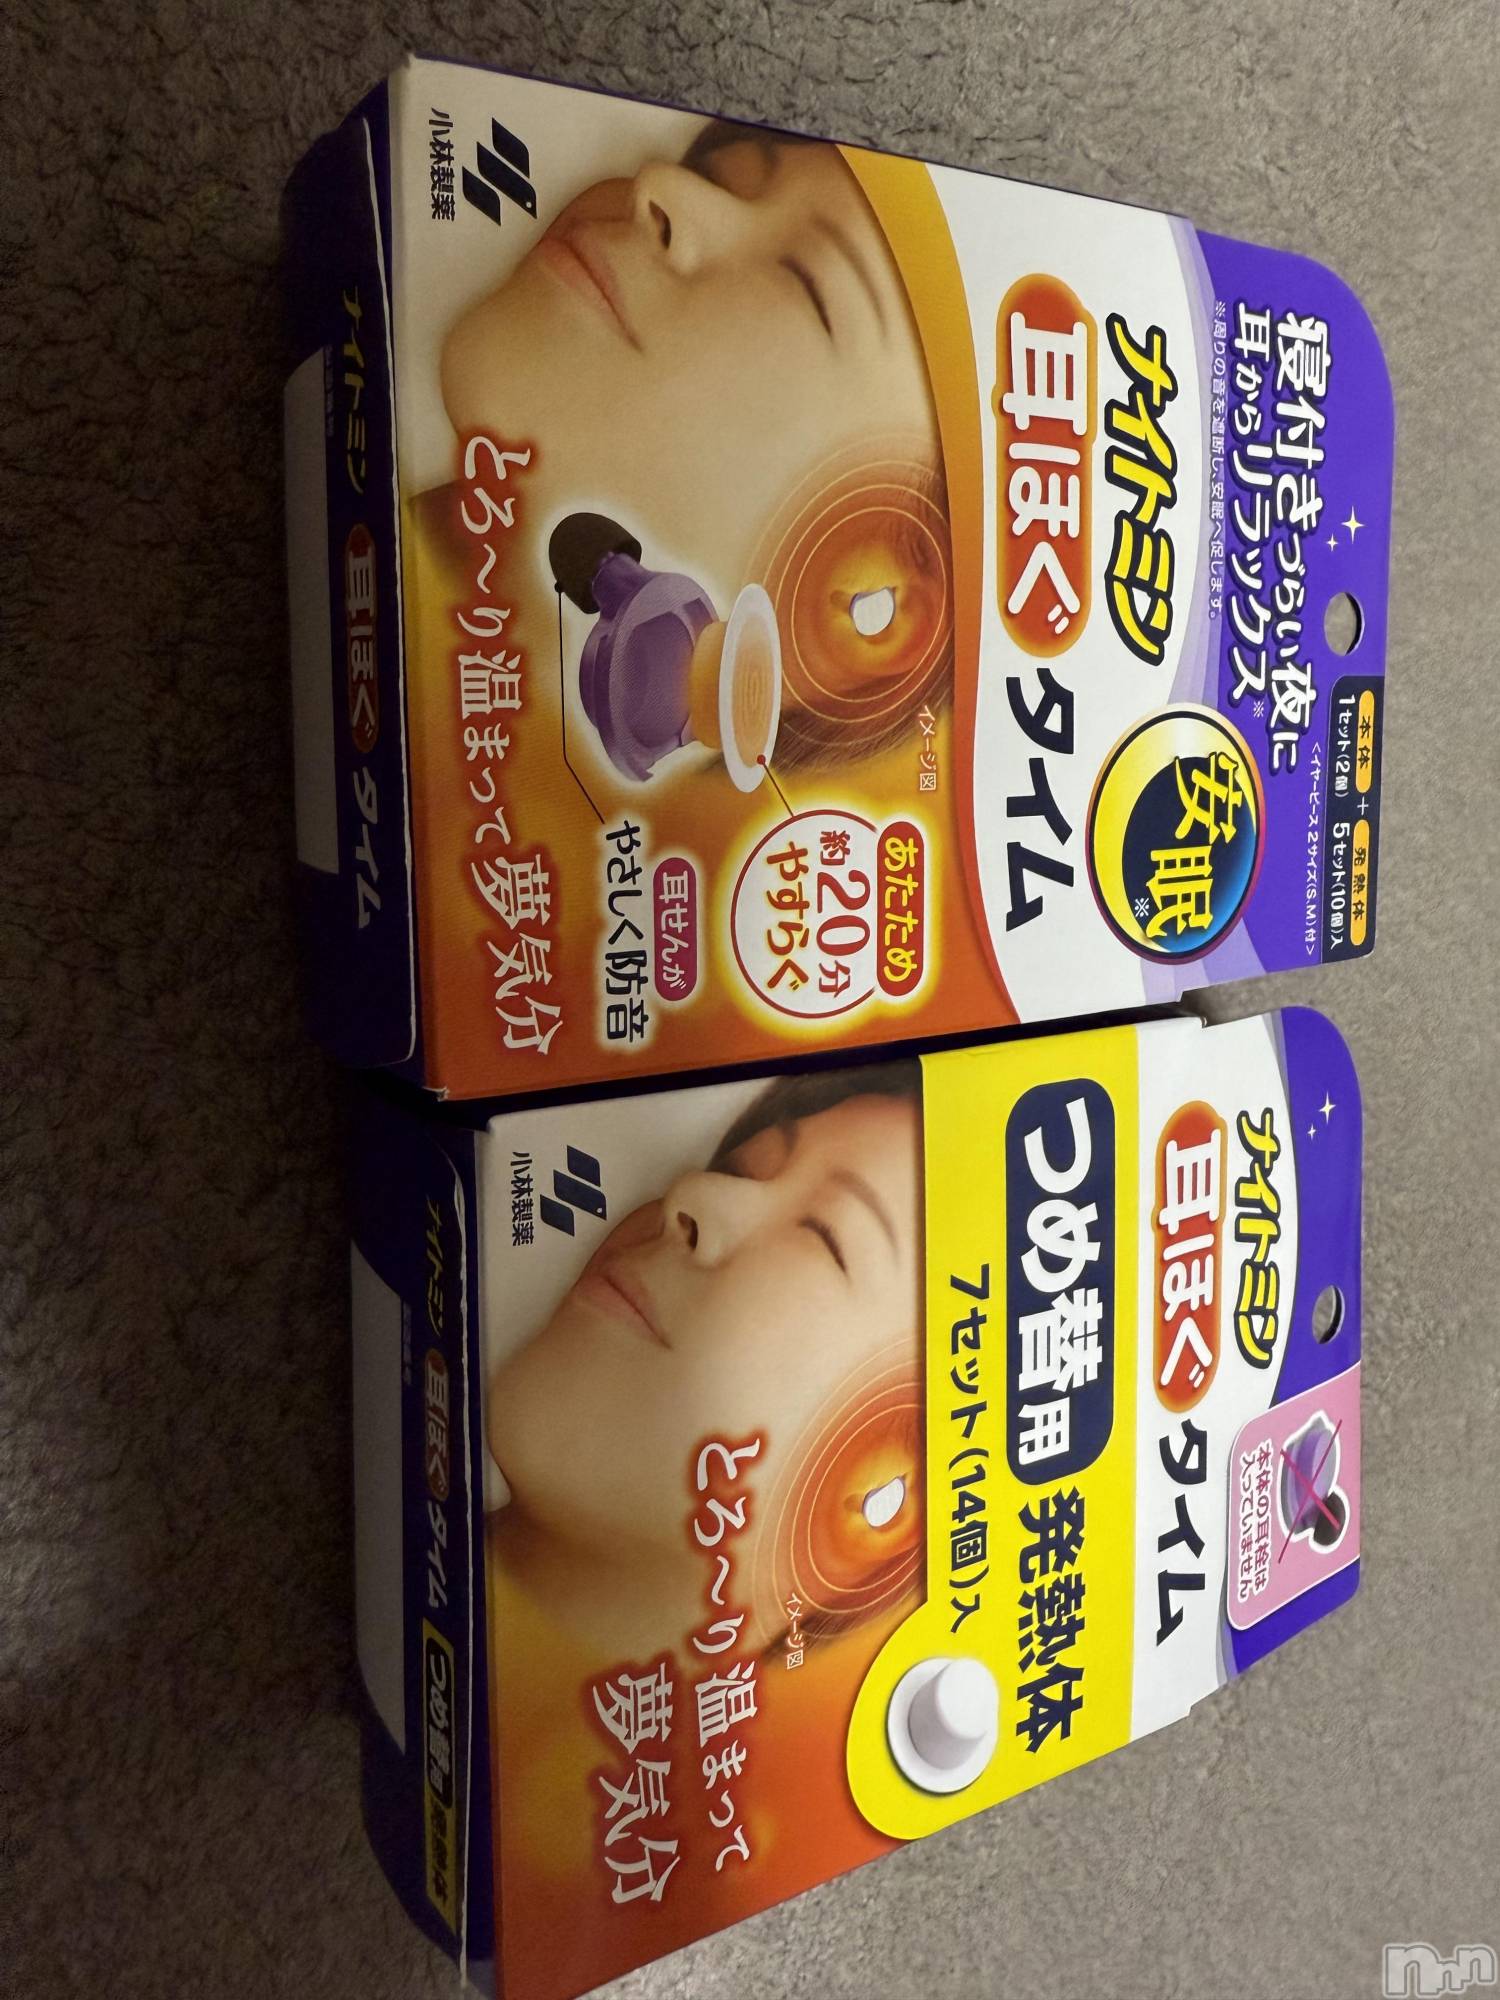 寝付きづらい夜に
耳からリラックス※
※周りの音を遮断し、安眠へ促します。
本体
1セット(2個)
+
発熱体
5セット(10個)入
<イヤーピース2サイズ(S,M)付>
ナイトミン
耳ほぐタイム
安眠※
イメージ図
あたため
約20分
やすらぐ
耳せんが
やさしく防音
とろ〜り温まって夢気分
小林製薬
ナイトミン 耳ほぐタイム
ナイトミン
耳ほぐタイム
本体の耳栓は
入っていません
つめ替用 発熱体
7セット(14個)入
イメージ図
とろ〜り温まって
夢気分
小林製薬
ナイトミン 耳ほぐタイム つめ替用 発熱体
nnn